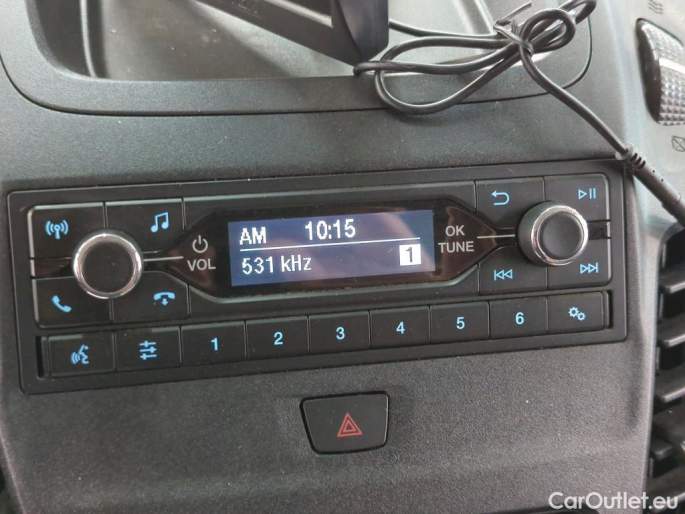 AM 10:15
531 kHz 1
VOL
OK
TUNE
1 2 3 4 5 6
CarOutlet.eu